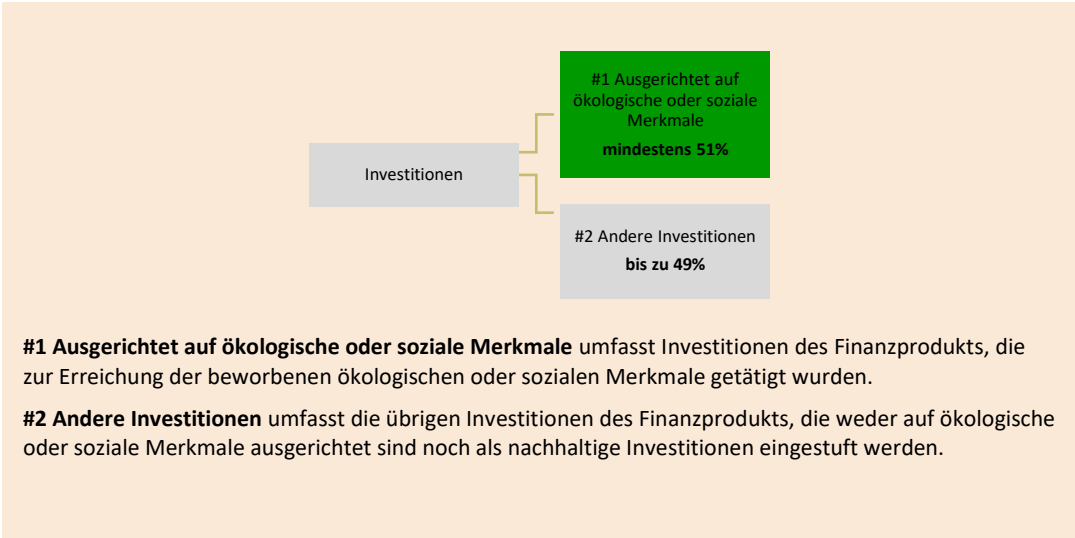 #1 Ausgerichtet auf
ökologische oder soziale
Merkmale
mindestens 51%
Investitionen
#2 Andere Investitionen
bis zu 49%
#1 Ausgerichtet auf ökologische oder soziale Merkmale umfasst Investitionen des Finanzprodukts, die
zur Erreichung der beworbenen ökologischen oder sozialen Merkmale getätigt wurden.
#2 Andere Investitionen umfasst die übrigen Investitionen des Finanzprodukts, die weder auf ökologische
oder soziale Merkmale ausgerichtet sind noch als nachhaltige Investitionen eingestuft werden.